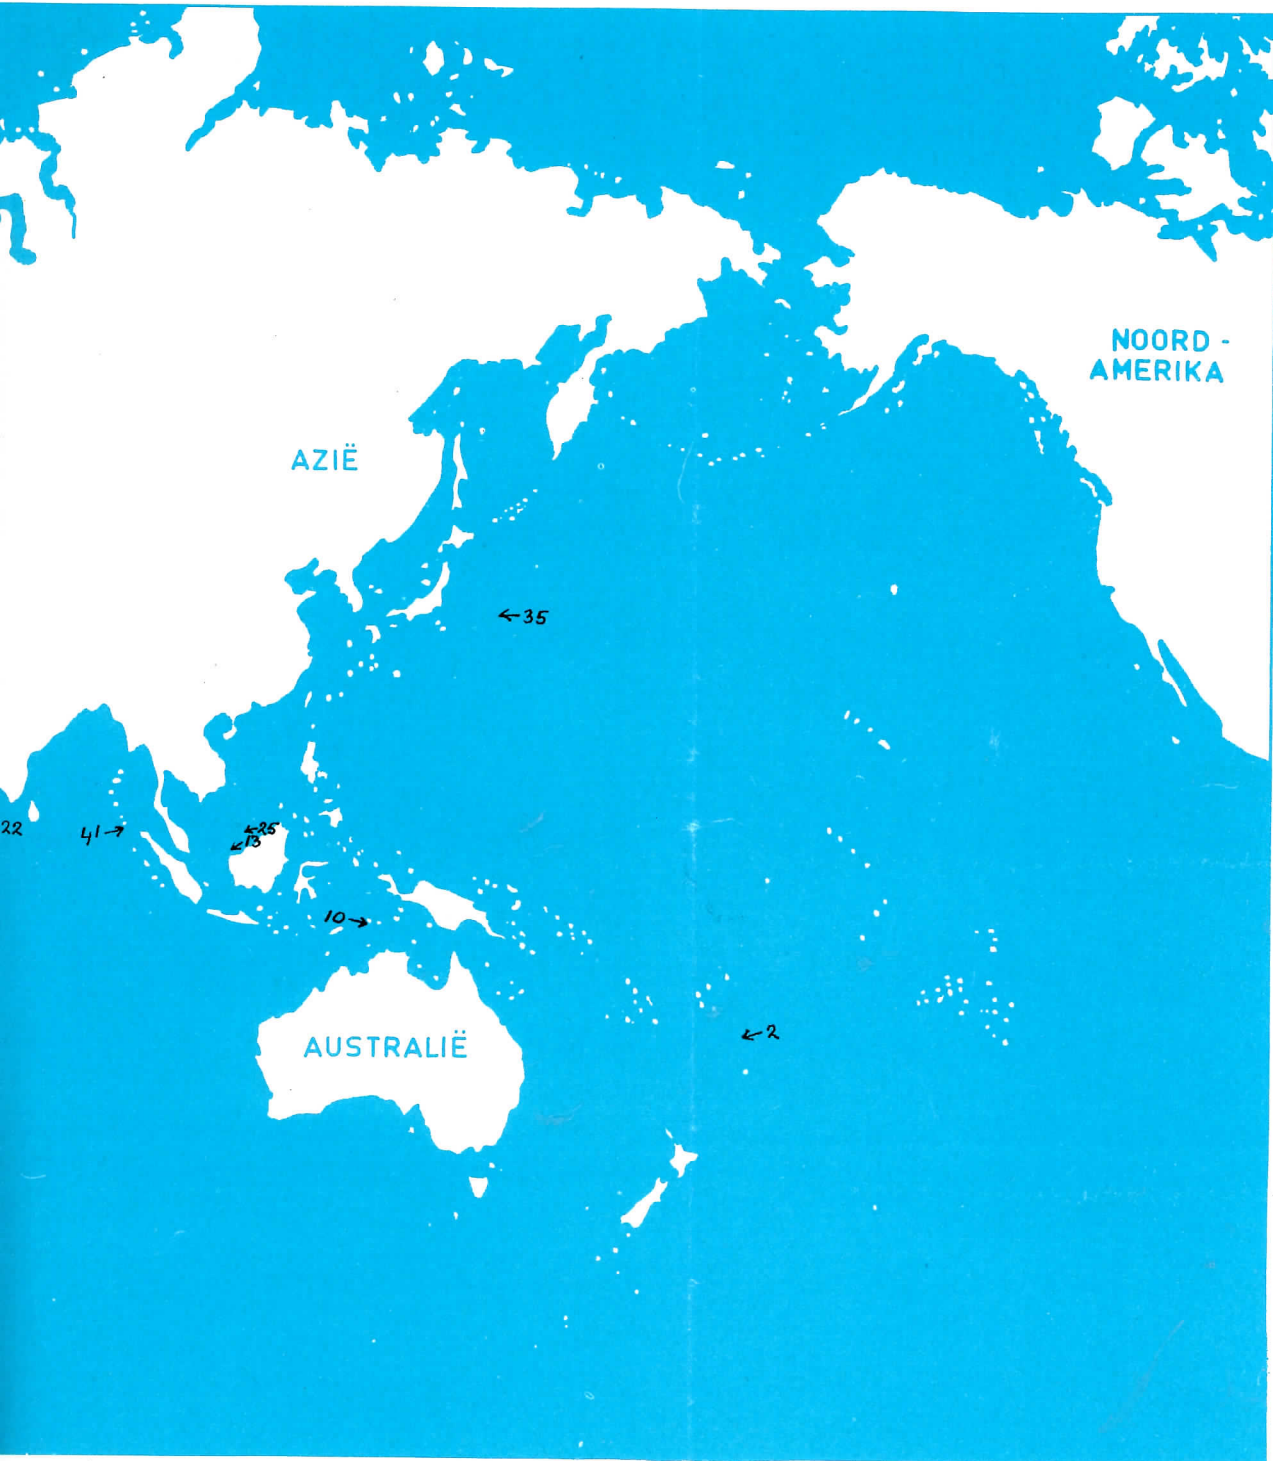 NOORD -
AMERIKA
AZIË
←35
22
41→
←25
↙13
10→
←2
AUSTRALIË